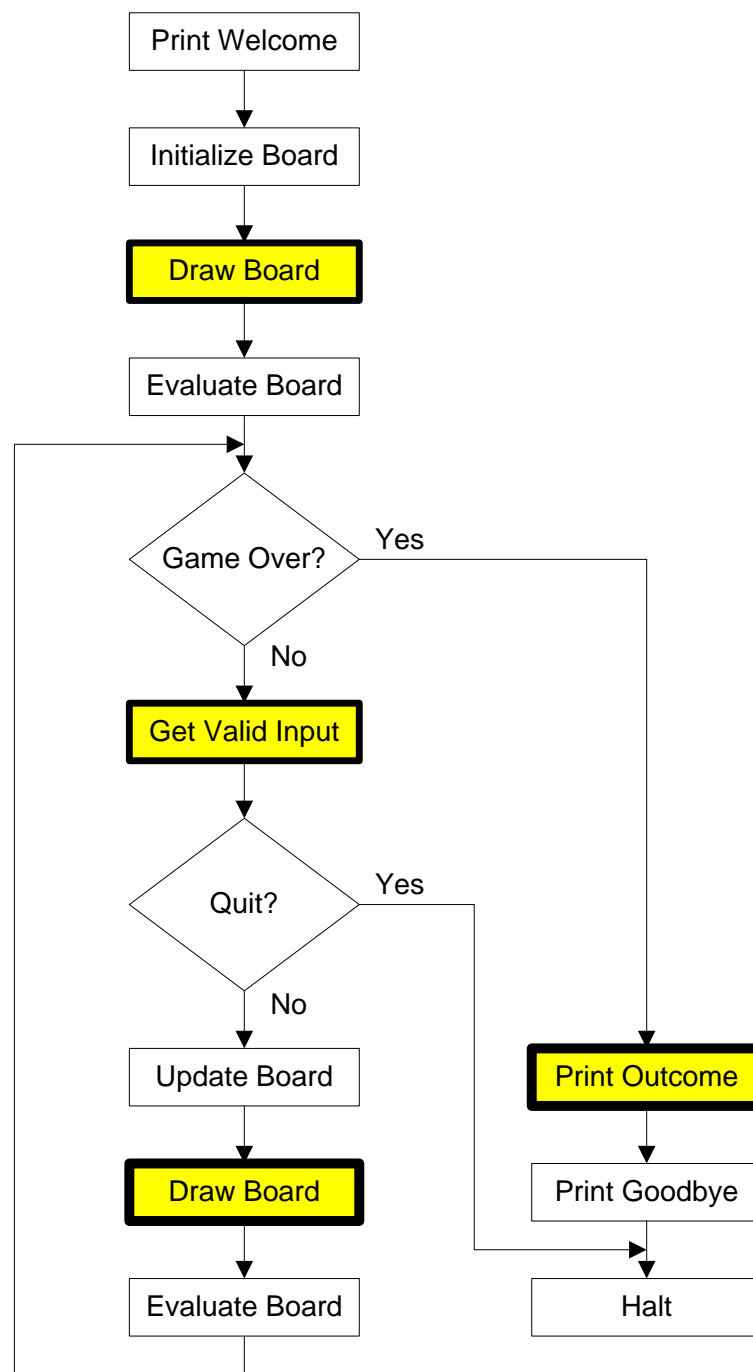 Print Welcome
Initialize Board
Draw Board
Evaluate Board
Game Over?
Yes
No
Get Valid Input
Quit?
Yes
No
Update Board
Draw Board
Evaluate Board
Print Outcome
Print Goodbye
Halt